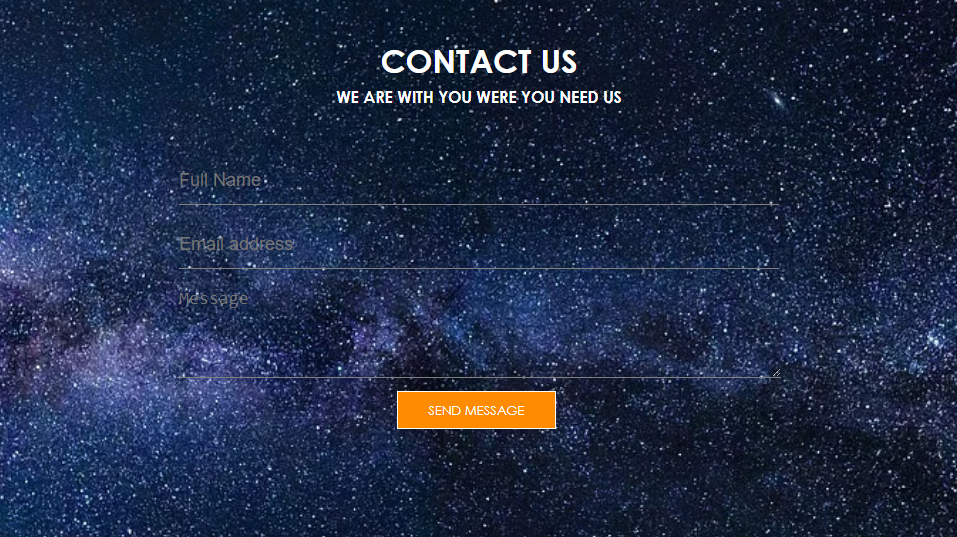 CONTACT US
WE ARE WITH YOU WERE YOU NEED US
Full Name
Email address
Message
SEND MESSAGE